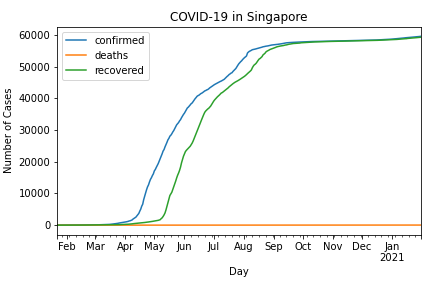 COVID-19 in Singapore
confirmed
deaths
recovered
Number of Cases
60000
50000
40000
30000
20000
10000
0
Feb Mar Apr May Jun Jul Aug Sep Oct Nov Dec Jan
2021
Day